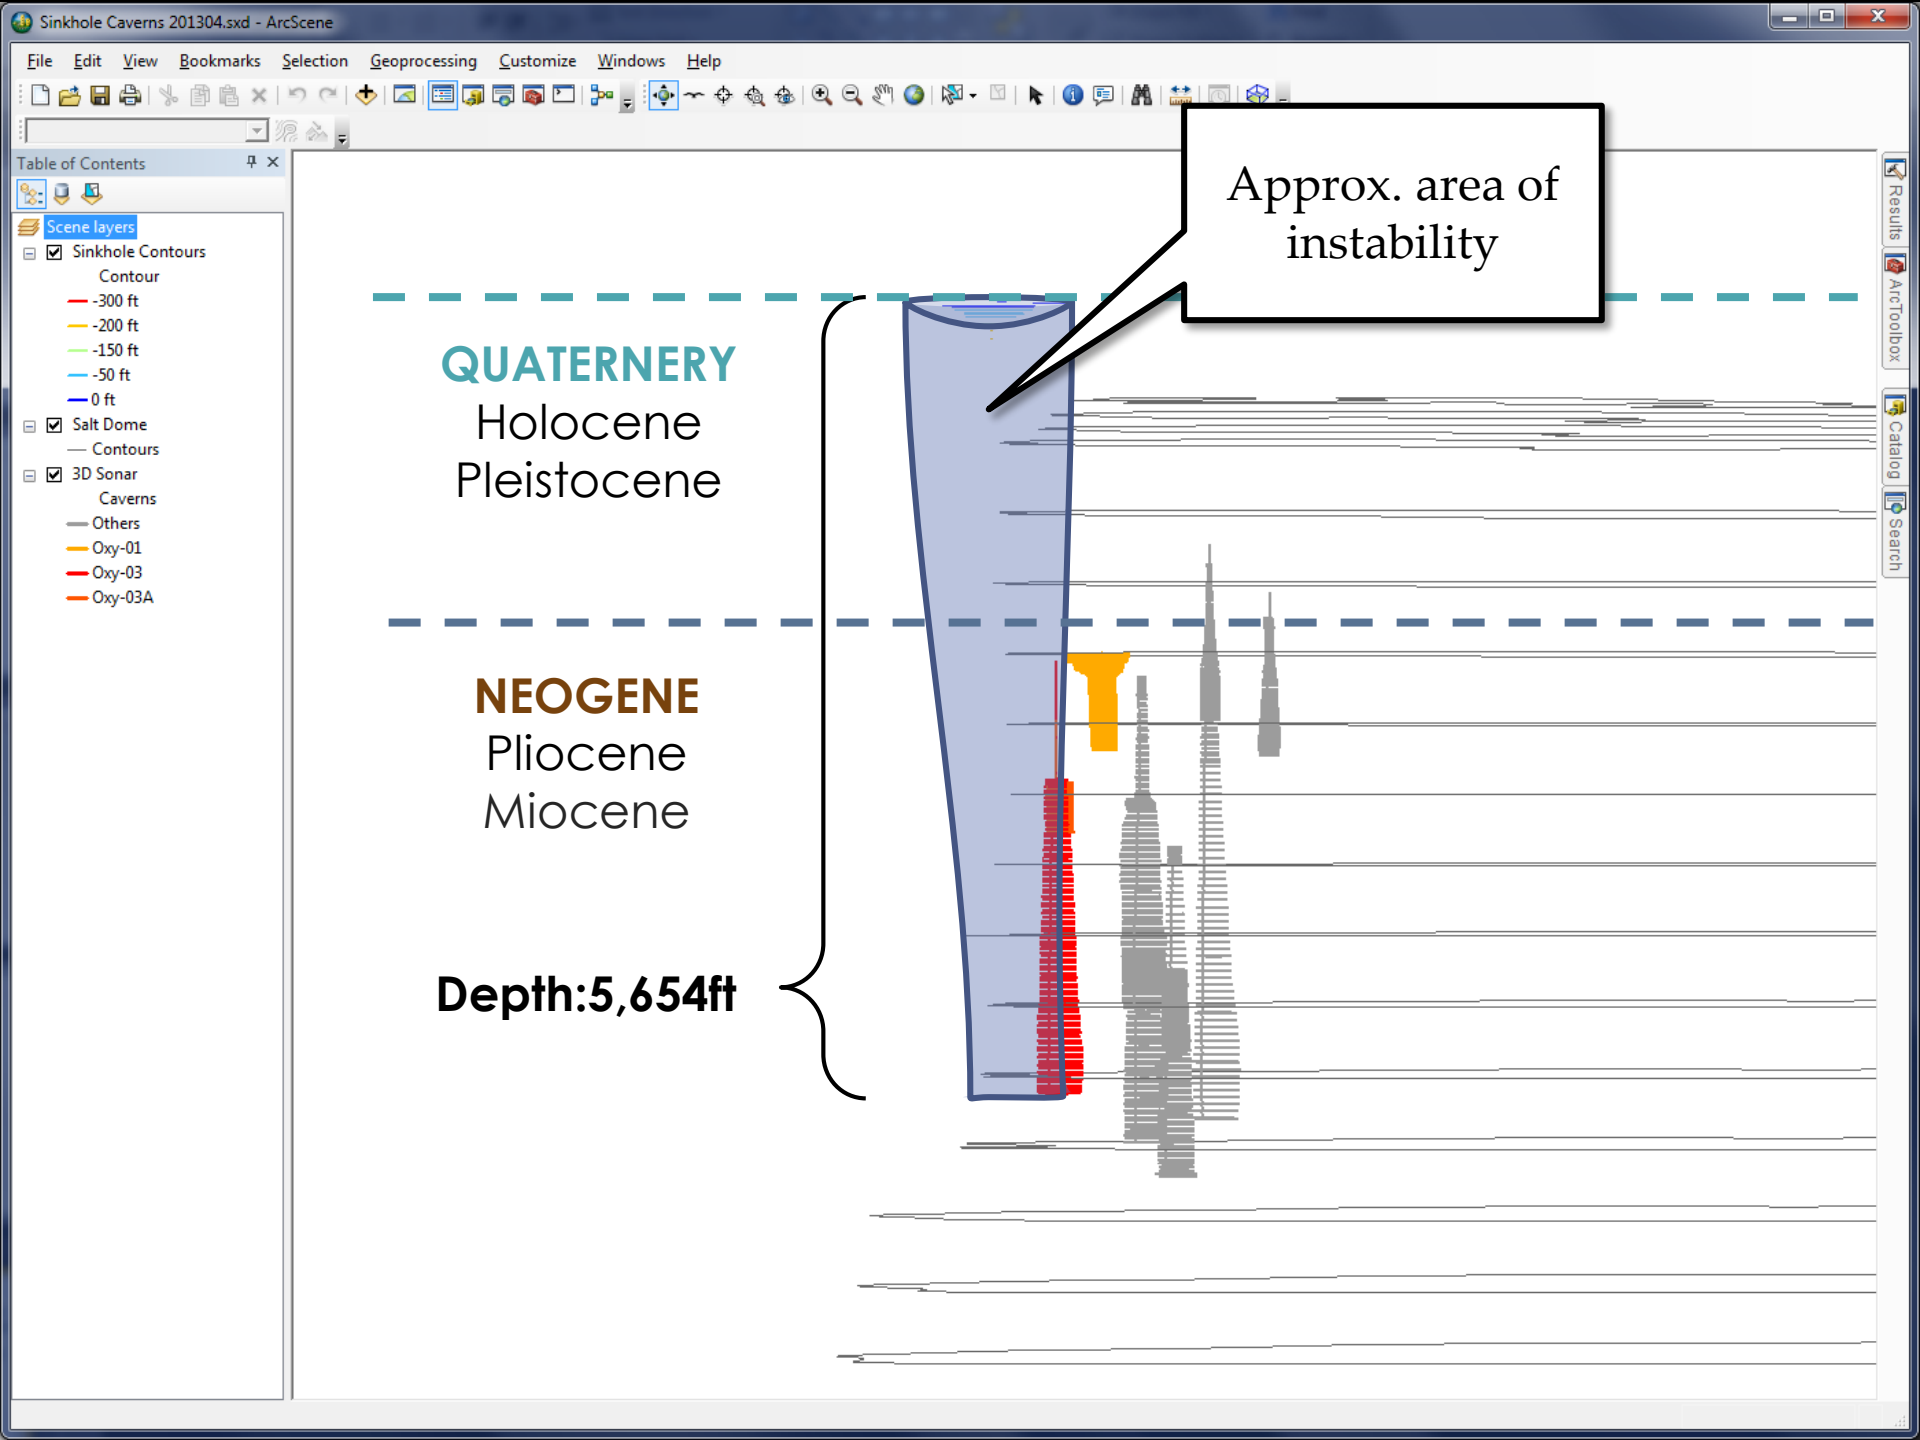 Sinkhole Caverns 201304.sxd - ArcScene
File Edit View Bookmarks Selection Geoprocessing Customize Windows Help
Table of Contents
Scene layers
Sinkhole Contours
Contour
-300 ft
-200 ft
-150 ft
-50 ft
0 ft
Salt Dome
Contours
3D Sonar
Caverns
Others
Oxy-01
Oxy-03
Oxy-03A
Approx. area of
instability
QUATERNERY
Holocene
Pleistocene
NEOGENE
Pliocene
Miocene
Depth:5,654ft
Results
ArcToolbox
Catalog
Search